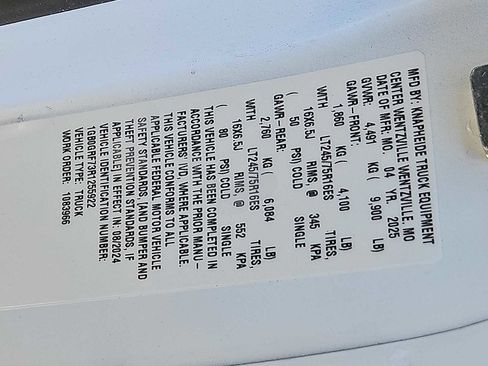 MFD BY: KNAPHEIDE TRUCK EQUIPMENT
CENTER WENTZVILLE WENTZVILLE, MO
DATE OF MFR: MO. 04 YR. 2025
GVWR: 4,491 KG ( 9,900 LB)
GAWR-FRONT:
1,860 KG ( 4,100 LB)
WITH LT245/75R16ES TIRES,
16X6.5J RIMS @ 345 KPA
( 50 PSI) COLD SINGLE
GAWR-REAR:
2,760 KG ( 6,084 LB)
WITH LT245/75R16ES TIRES,
16X6.5J RIMS @ 552 KPA
( 80 PSI) COLD SINGLE
THIS VEHICLE HAS BEEN COMPLETED IN
ACCORDANCE WITH THE PRIOR MANU-
FACTURERS' IVD, WHERE APPLICABLE.
THIS VEHICLE CONFORMS TO ALL
APPLICABLE FEDERAL MOTOR VEHICLE
SAFETY STANDARDS, [AND BUMPER AND
THEFT PREVENTION STANDARDS, IF
APPLICABLE] IN EFFECT IN: 08/2024
VEHICLE IDENTIFICATION NUMBER:
1GB0GRF73R1255922
VEHICLE TYPE: TRUCK
WORK ORDER: 1083966